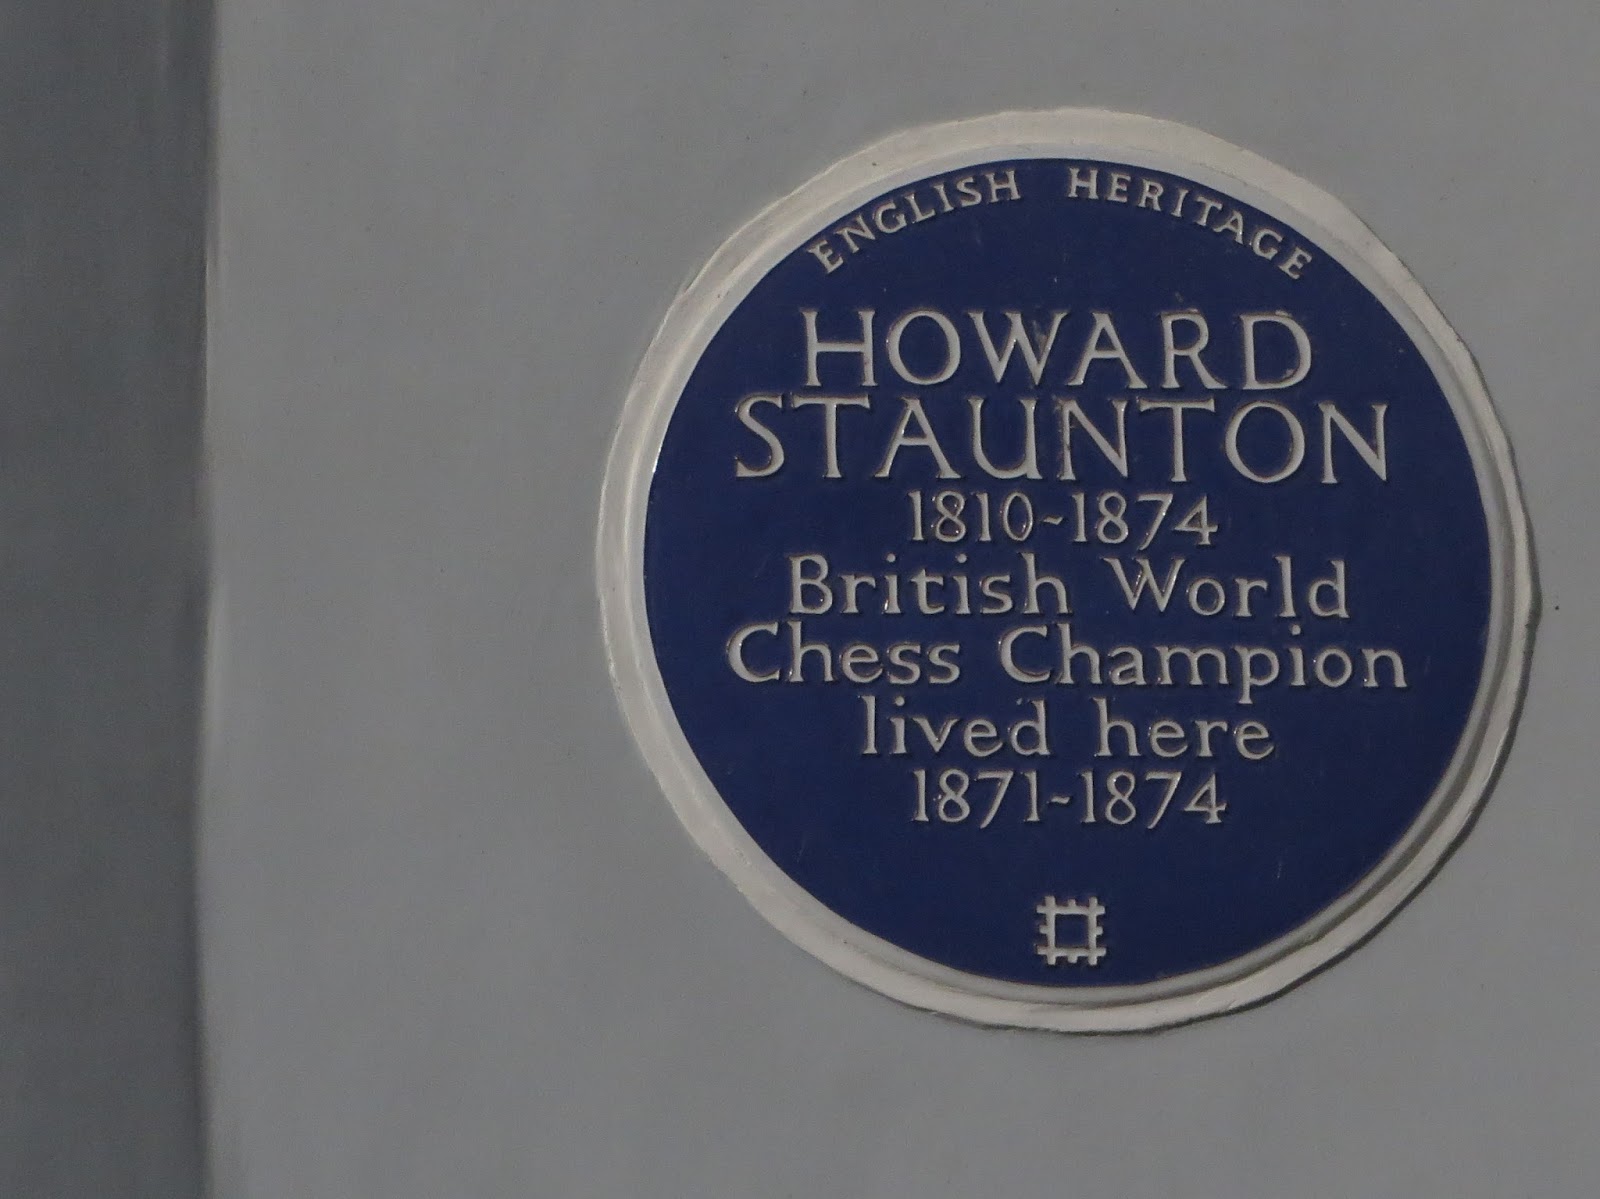 ENGLISH HERITAGE
HOWARD
STAUNTON
1810-1874
British World
Chess Champion
lived here
1871-1874